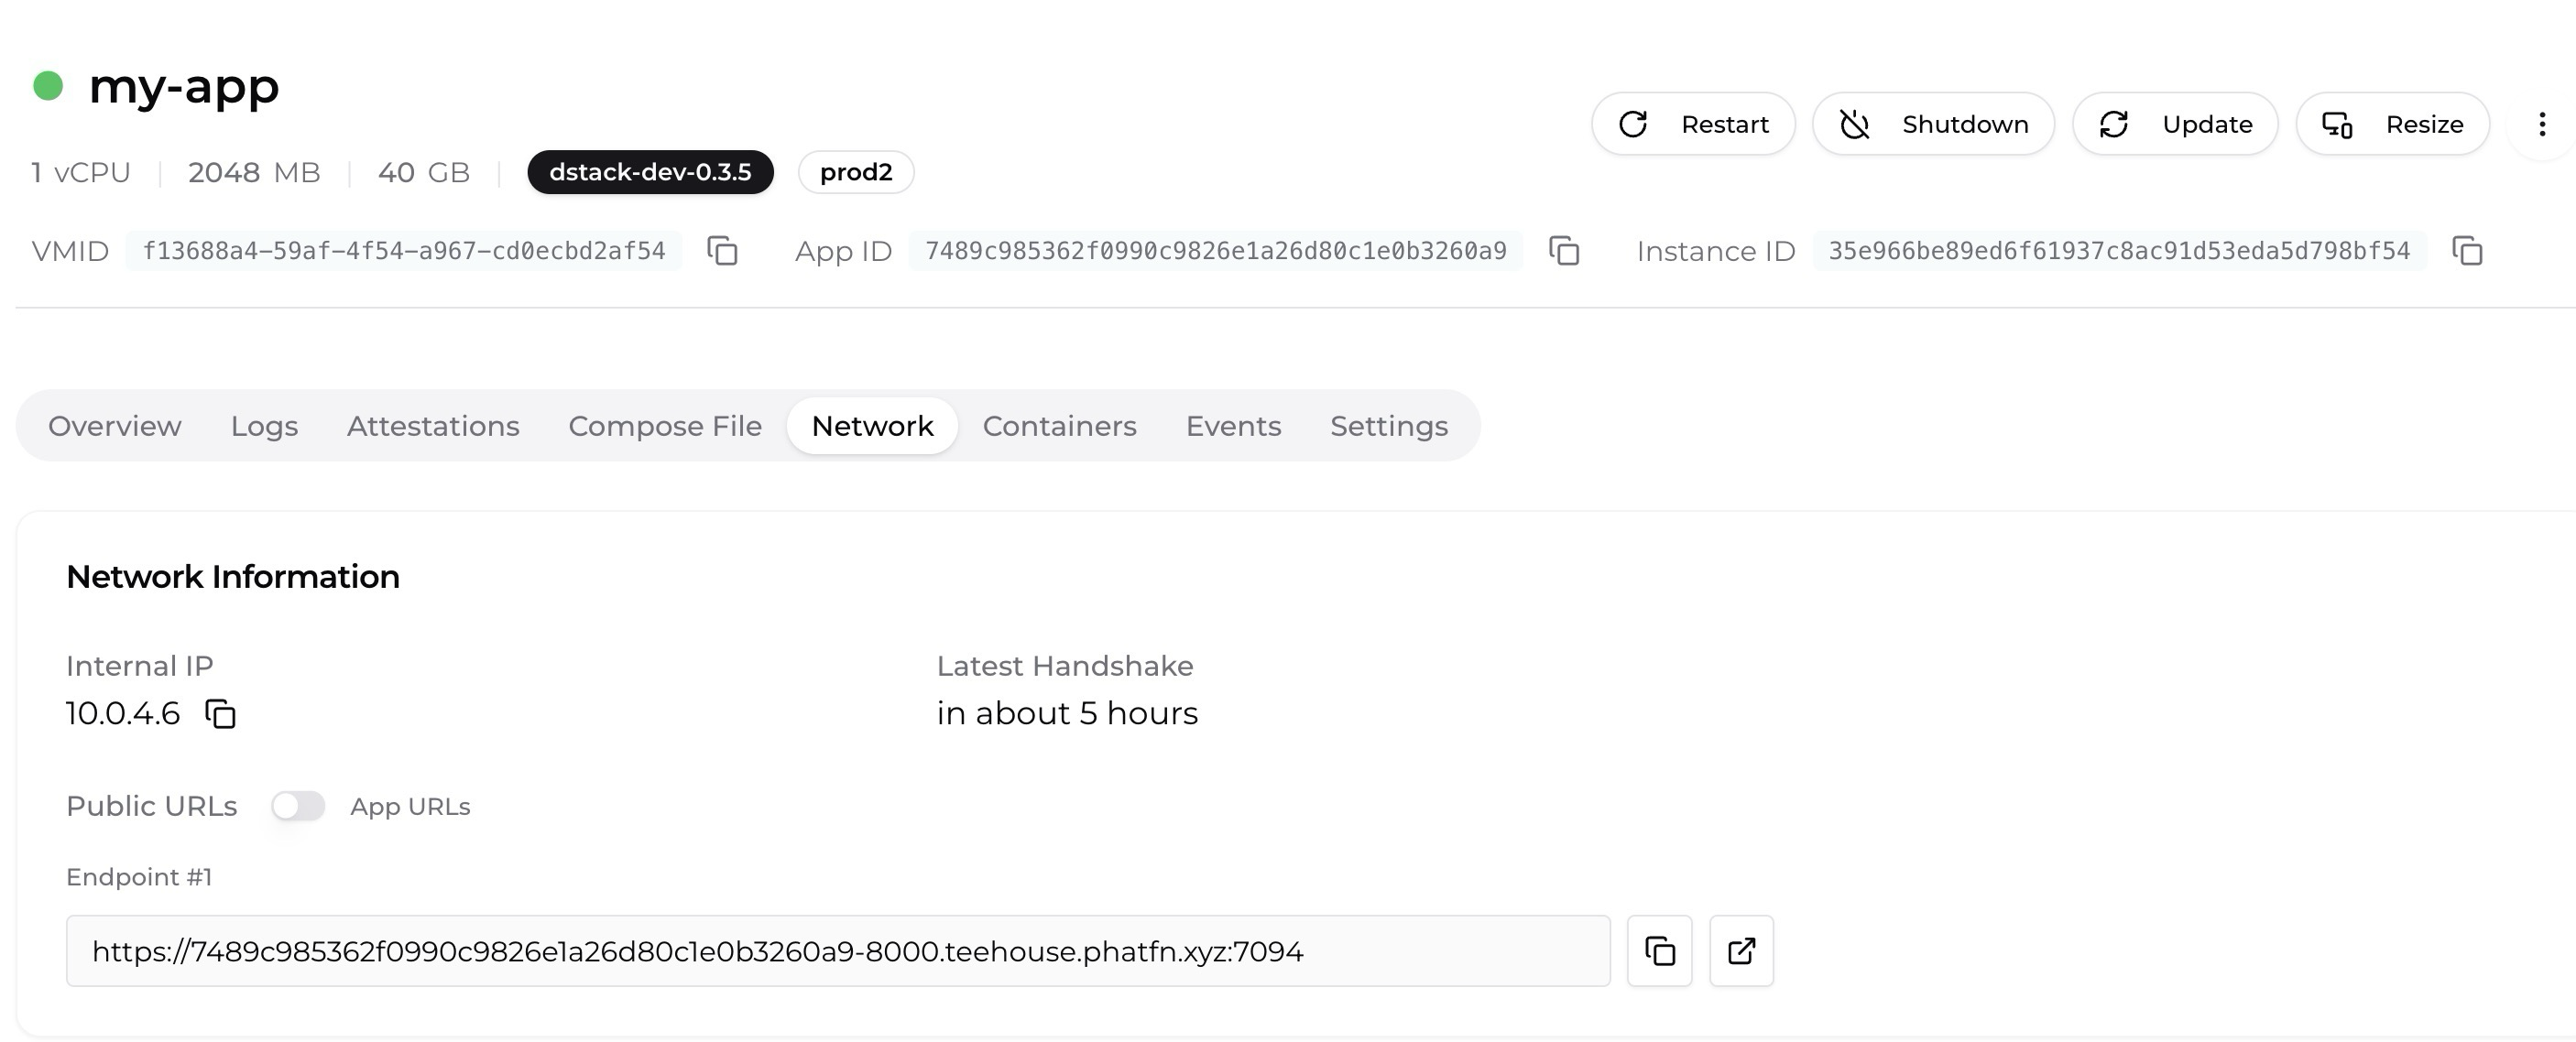 my-app
Restart Shutdown Update Resize
1 vCPU 2048 MB 40 GB dstack-dev-0.3.5 prod2
VMID f13688a4-59af-4f54-a967-cd0ecbd2af54 App ID 7489c985362f0990c9826e1a26d80c1e0b3260a9 Instance ID 35e966be89ed6f61937c8ac91d53eda5d798bf54
Overview Logs Attestations Compose File Network Containers Events Settings
Network Information
Internal IP Latest Handshake
10.0.4.6 in about 5 hours
Public URLs App URLs
Endpoint #1
https://7489c985362f0990c9826e1a26d80c1e0b3260a9-8000.teehouse.phatfn.xyz:7094